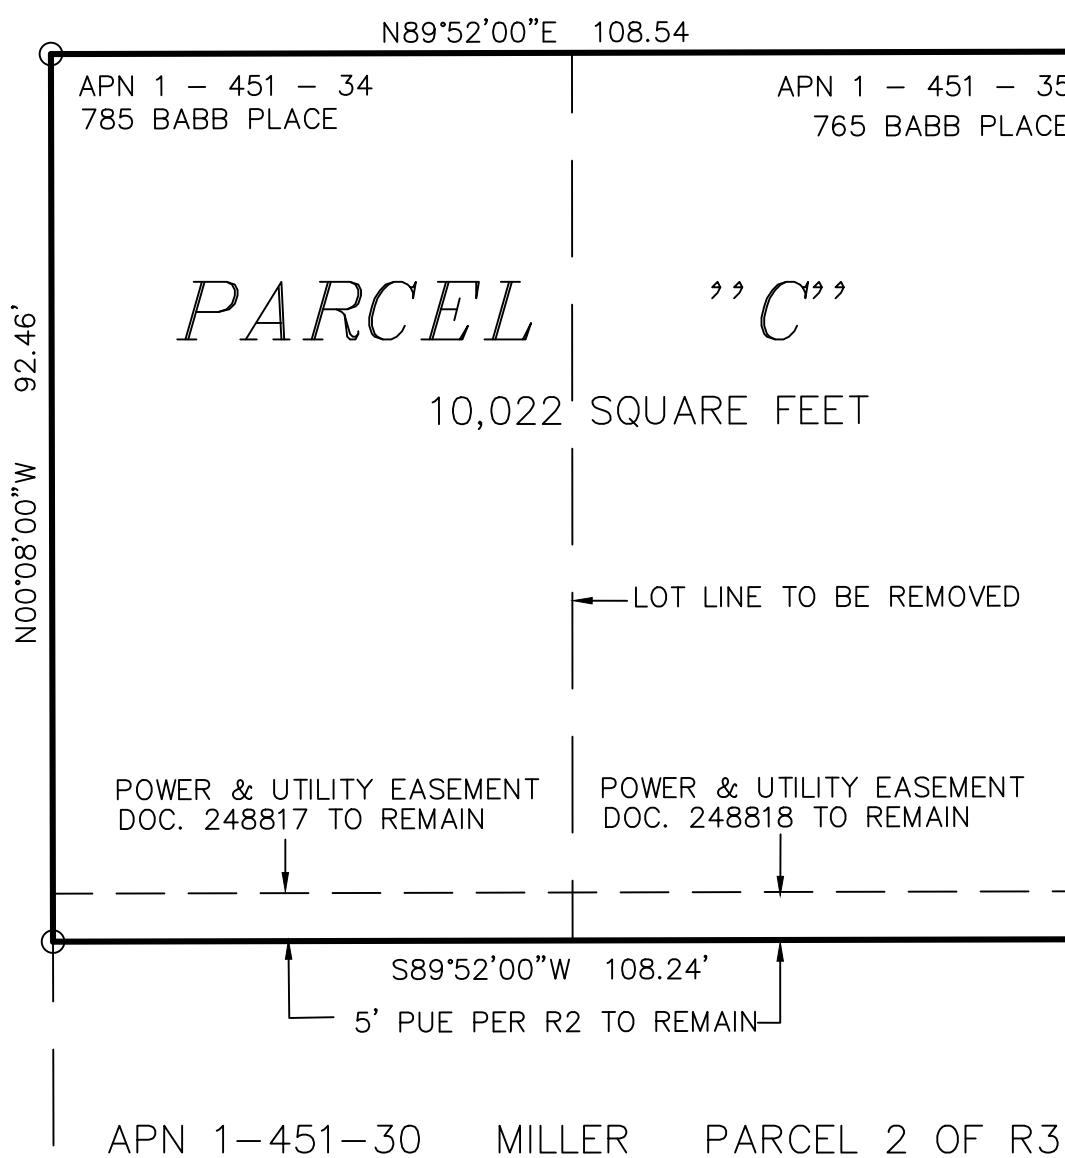 N89°52'00"E 108.54
APN 1 - 451 - 34
785 BABB PLACE
APN 1 - 451 - 35
765 BABB PLACE
PARCEL "C"
10,022 SQUARE FEET
N00°08'00"W 92.46'
LOT LINE TO BE REMOVED
POWER & UTILITY EASEMENT
DOC. 248817 TO REMAIN
POWER & UTILITY EASEMENT
DOC. 248818 TO REMAIN
S89°52'00"W 108.24'
5' PUE PER R2 TO REMAIN
APN 1-451-30 MILLER PARCEL 2 OF R3